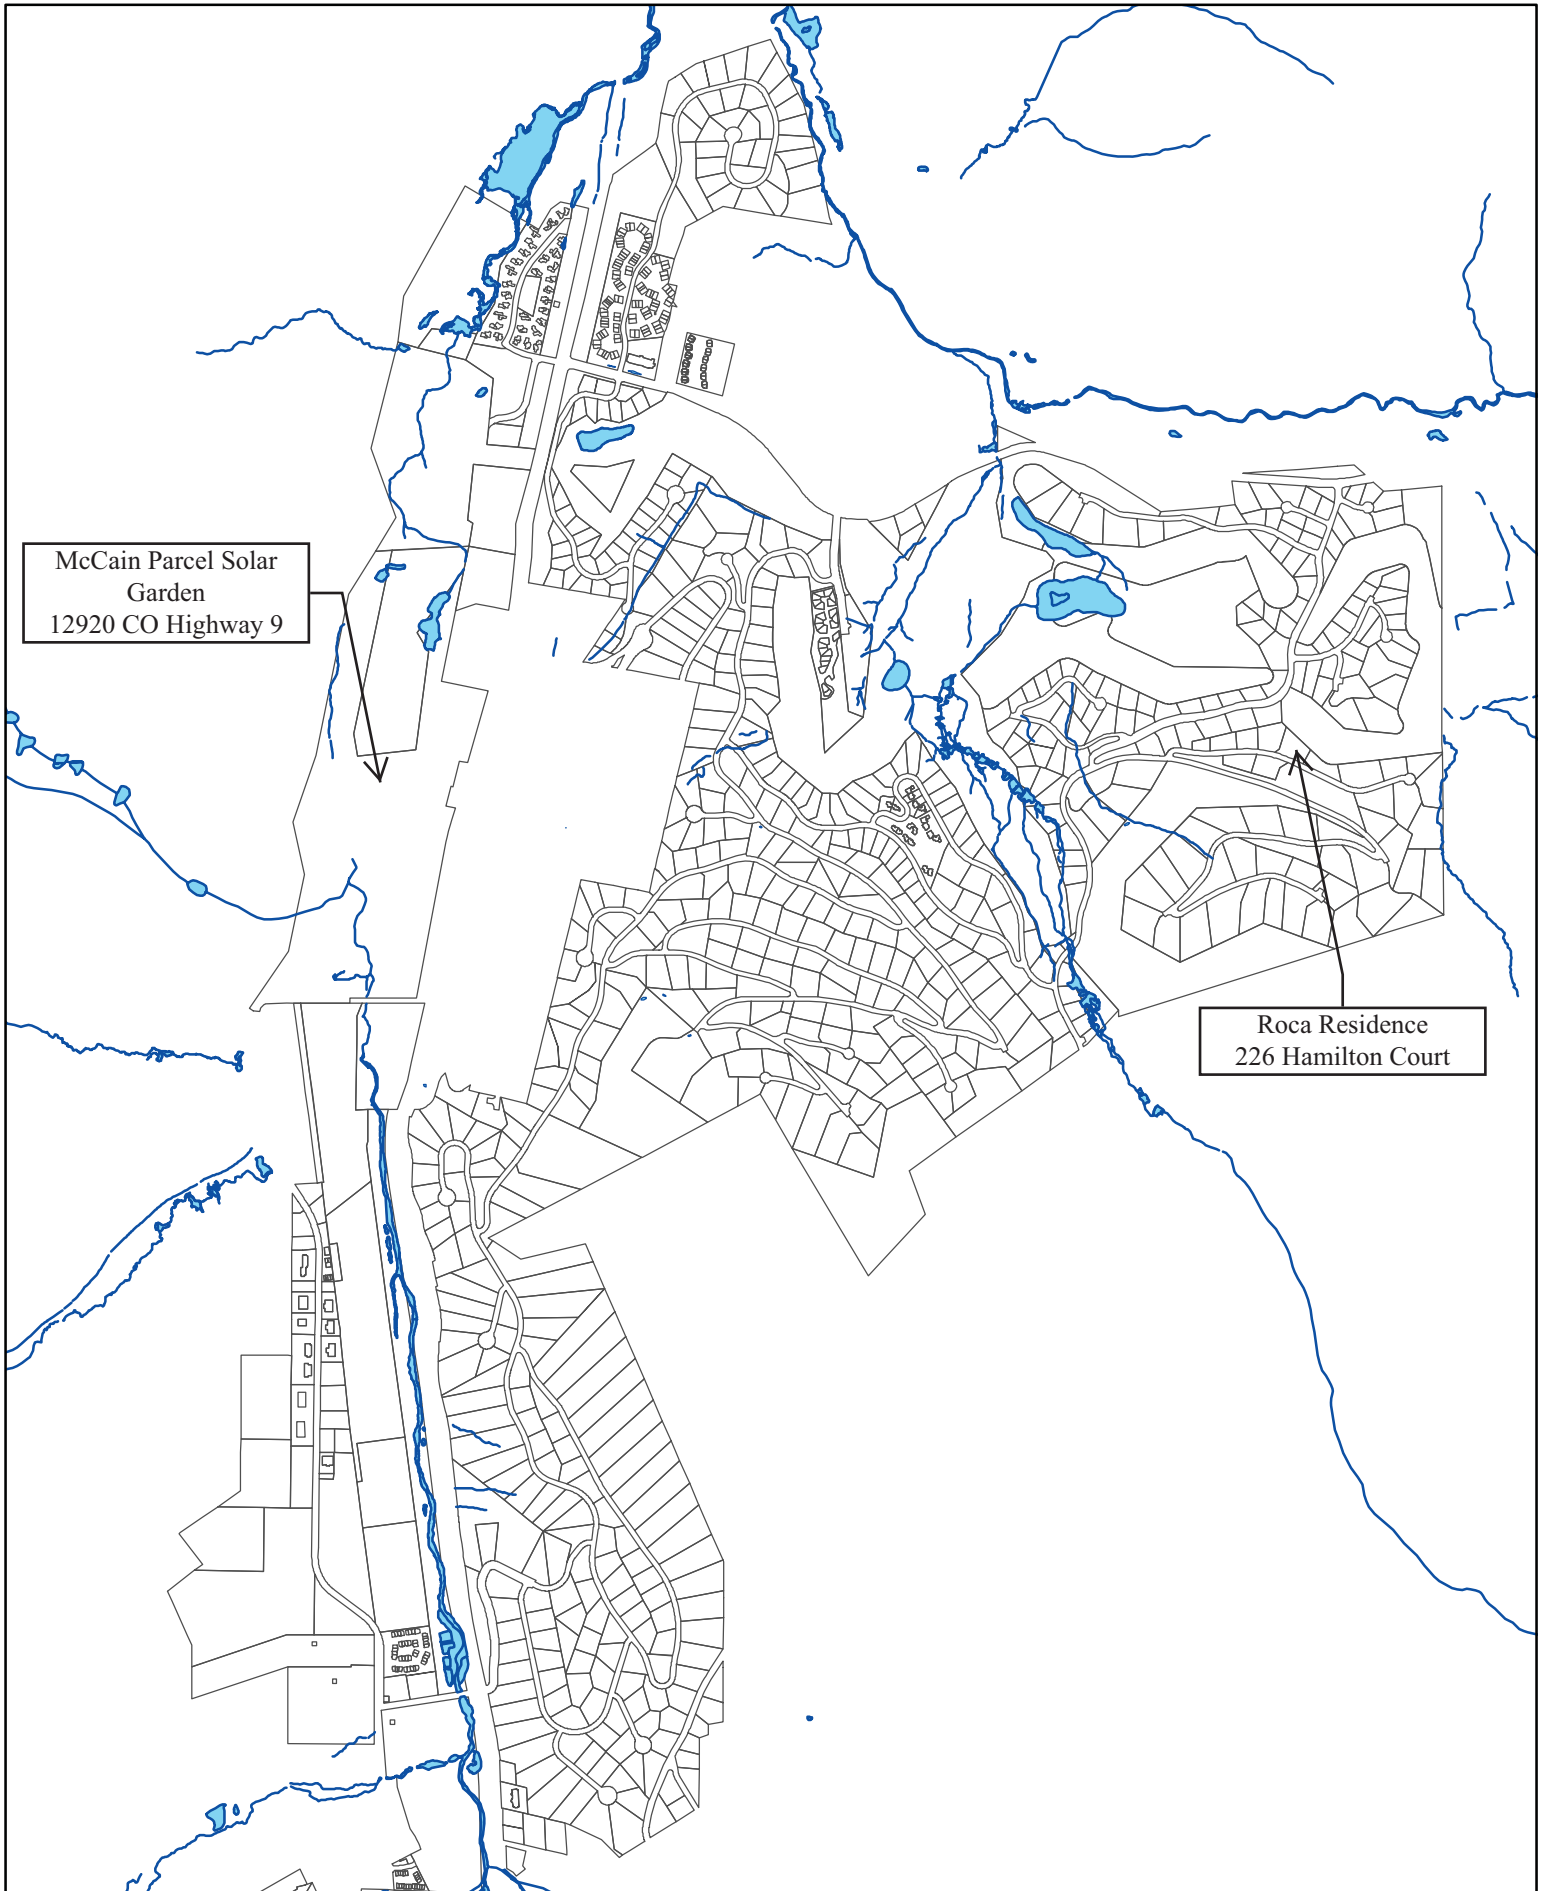 McCain Parcel Solar
Garden
12920 CO Highway 9
Roca Residence
226 Hamilton Court